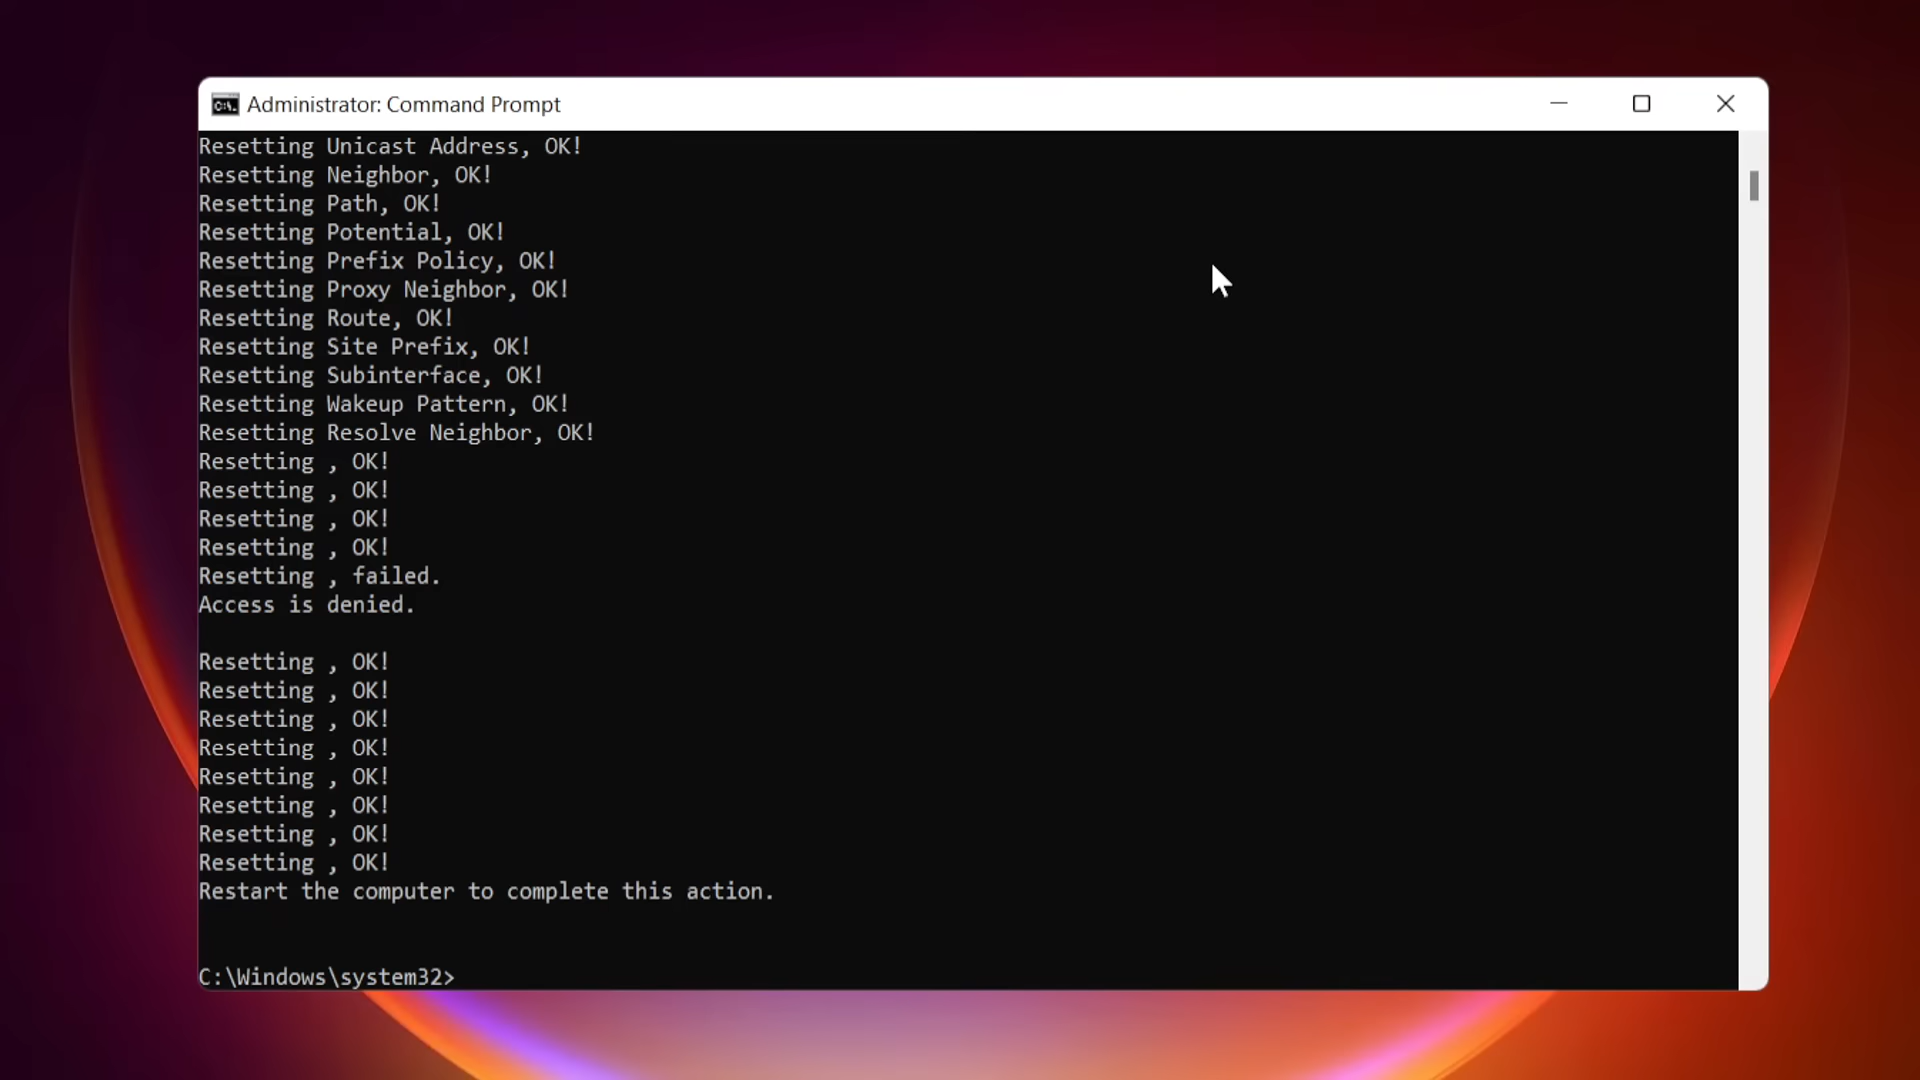 Administrator: Command Prompt
Resetting Unicast Address, OK!
Resetting Neighbor, OK!
Resetting Path, OK!
Resetting Potential, OK!
Resetting Prefix Policy, OK!
Resetting Proxy Neighbor, OK!
Resetting Route, OK!
Resetting Site Prefix, OK!
Resetting Subinterface, OK!
Resetting Wakeup Pattern, OK!
Resetting Resolve Neighbor, OK!
Resetting , OK!
Resetting , OK!
Resetting , OK!
Resetting , OK!
Resetting , failed.
Access is denied.

Resetting , OK!
Resetting , OK!
Resetting , OK!
Resetting , OK!
Resetting , OK!
Resetting , OK!
Resetting , OK!
Resetting , OK!
Restart the computer to complete this action.

C:\Windows\system32>